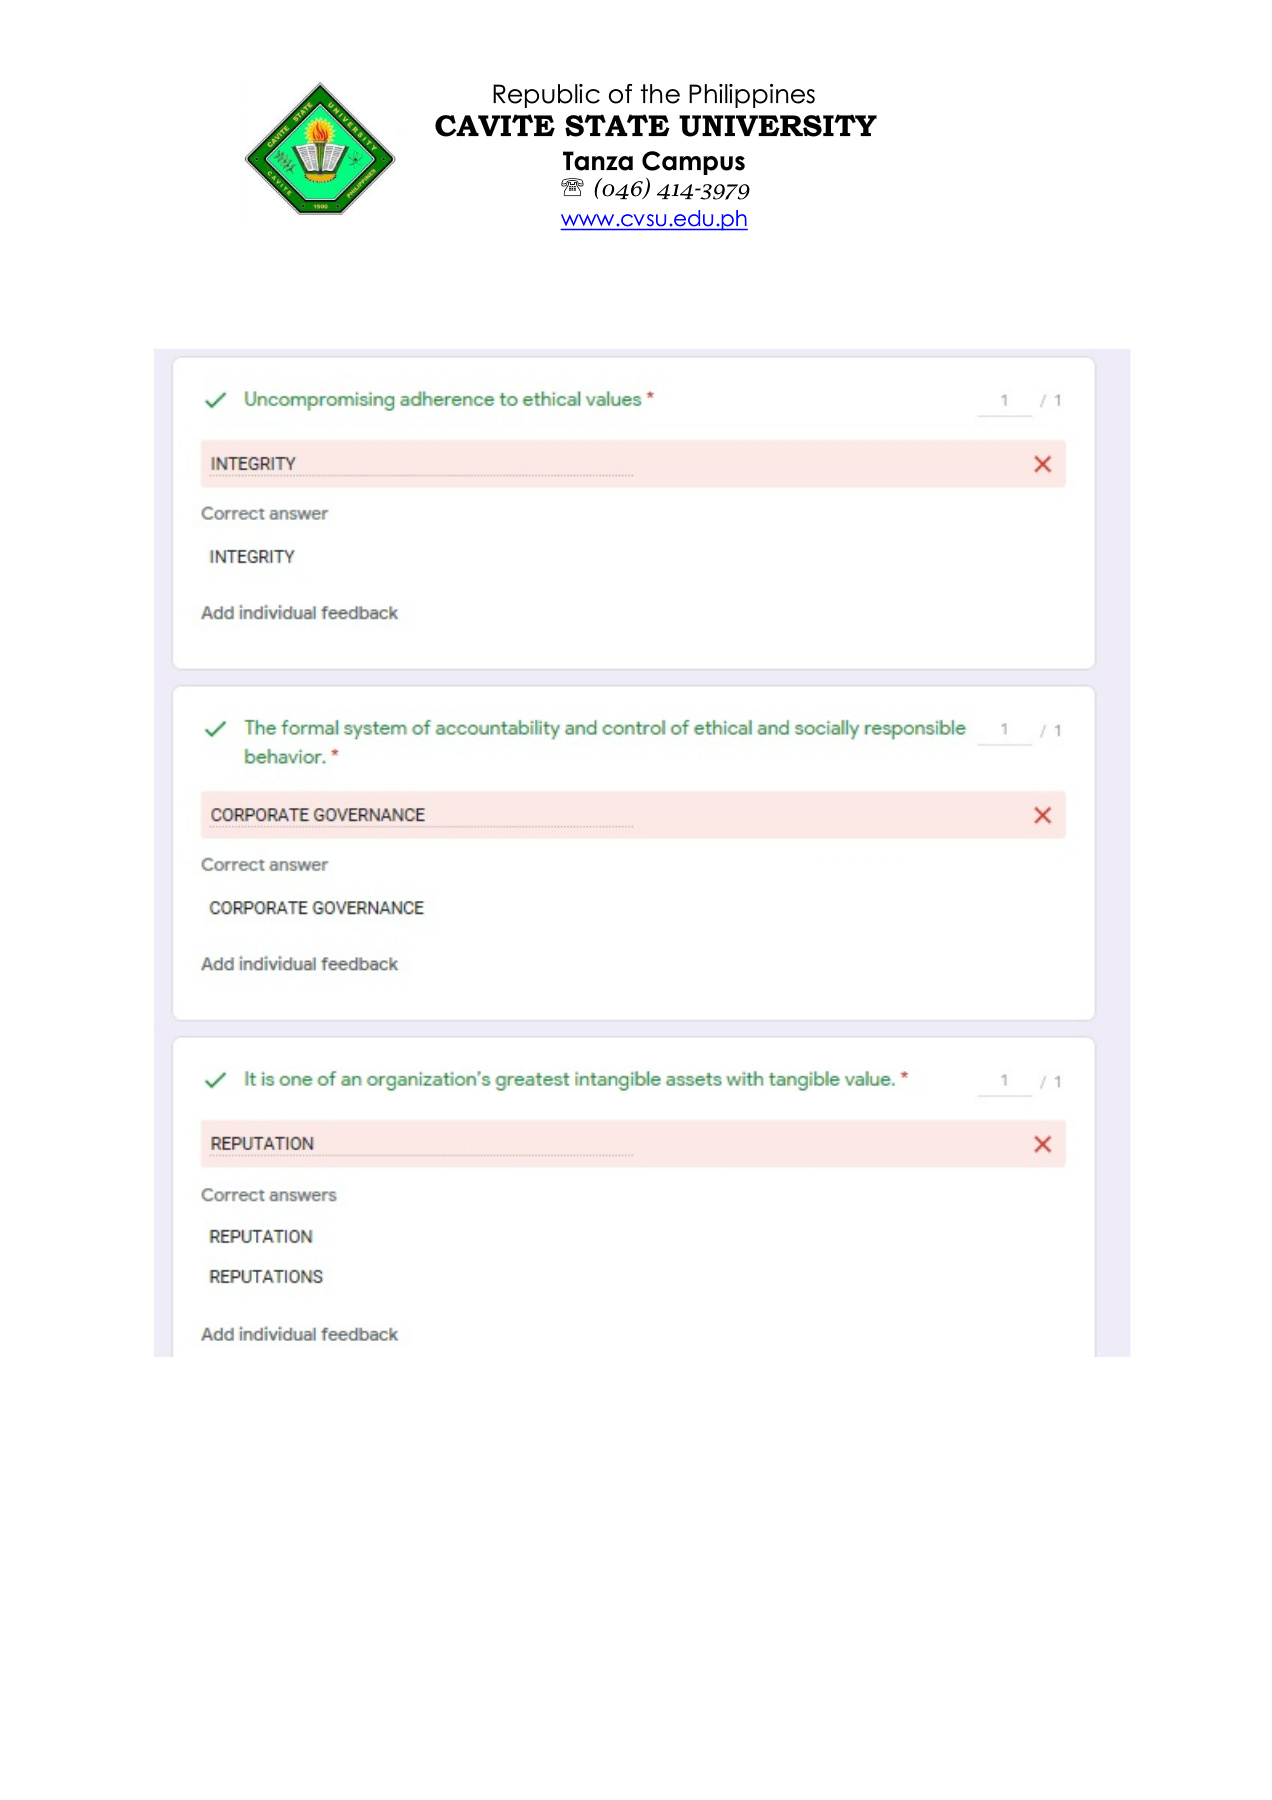 CAVITE STATE UNIVERSITY
CAVITE PHILIPPINES
1906
Republic of the Philippines
CAVITE STATE UNIVERSITY
Tanza Campus
☏ (046) 414-3979
www.cvsu.edu.ph
Uncompromising adherence to ethical values * 1 / 1
INTEGRITY
Correct answer
INTEGRITY
Add individual feedback
The formal system of accountability and control of ethical and socially responsible 1 / 1
behavior. *
CORPORATE GOVERNANCE
Correct answer
CORPORATE GOVERNANCE
Add individual feedback
It is one of an organization’s greatest intangible assets with tangible value. * 1 / 1
REPUTATION
Correct answers
REPUTATION
REPUTATIONS
Add individual feedback